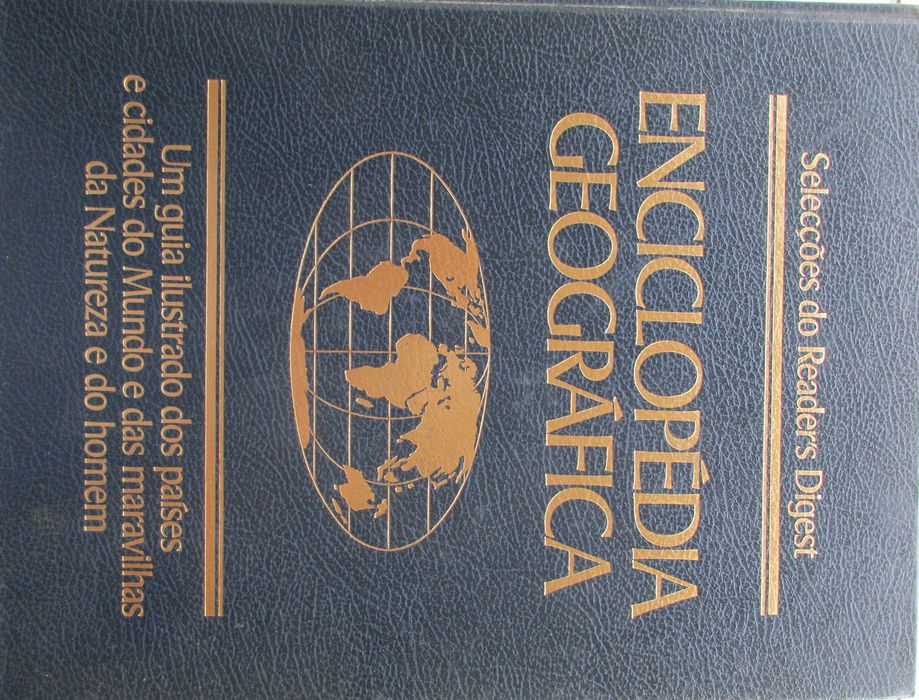 Selecções do Reader's Digest
ENCICLOPÉDIA
GEOGRÁFICA
Um guia ilustrado dos países
e cidades do Mundo e das maravilhas
da Natureza e do homem